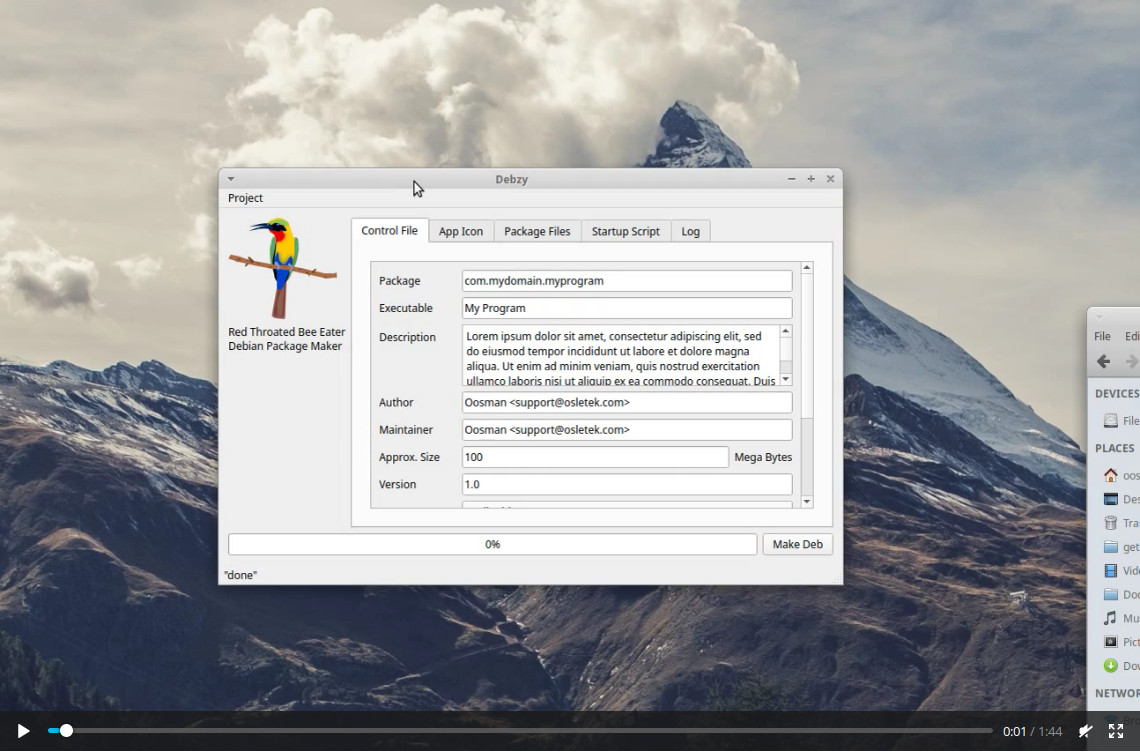 Debzy
Project
Control File
App Icon
Package Files
Startup Script
Log
Red Throated Bee Eater
Debian Package Maker
Package
com.mydomain.myprogram
Executable
My Program
Description
Lorem ipsum dolor sit amet, consectetur adipiscing elit, sed
do eiusmod tempor incididunt ut labore et dolore magna
aliqua. Ut enim ad minim veniam, quis nostrud exercitation
ullamco laboris nisi ut aliquip ex ea commodo consequat. Duis
Author
Oosman <support@osletek.com>
Maintainer
Oosman <support@osletek.com>
Approx. Size
100
Mega Bytes
Version
1.0
0%
Make Deb
"done"
File
Edi
DEVICES
File
PLACES
oos
Des
Tra
get
Vide
Doc
Mu
Pict
Dov
NETWOR
0:01 / 1:44